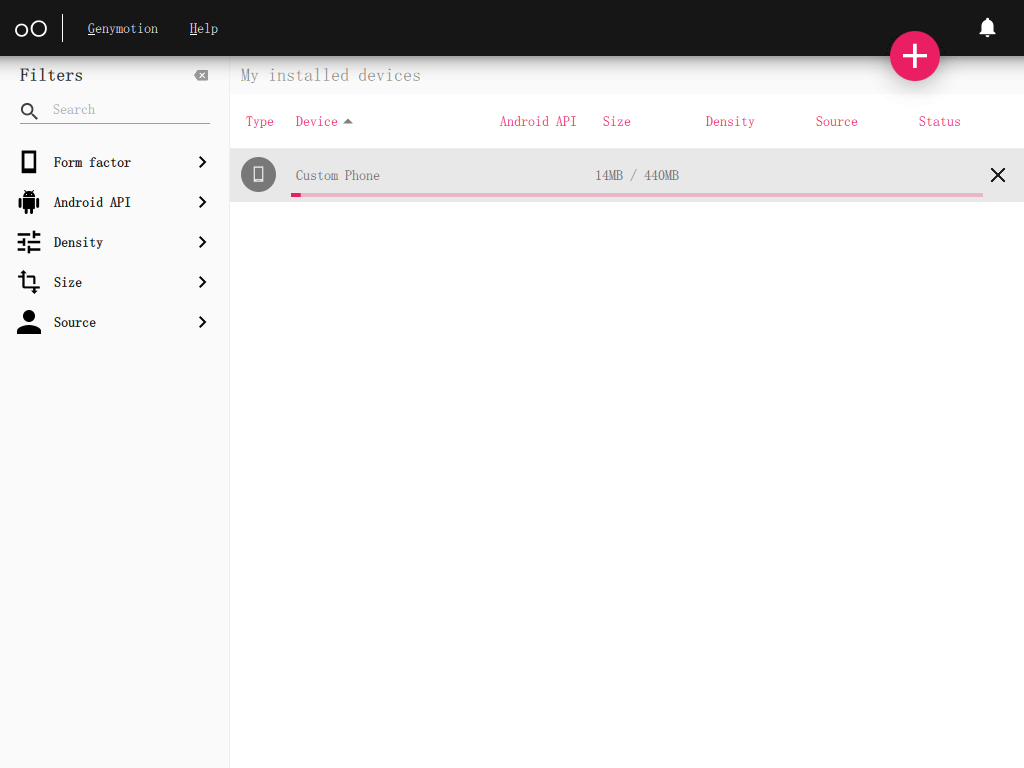 Genymotion Help
Filters
Search
Form factor
Android API
Density
Size
Source
My installed devices
Type Device Android API Size Density Source Status
Custom Phone 14MB / 440MB